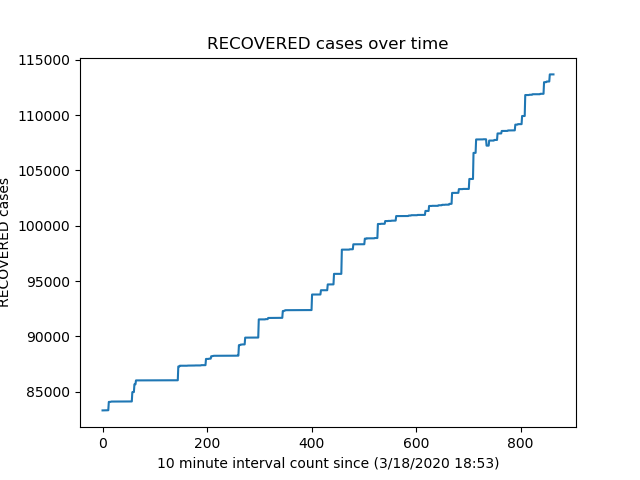 RECOVERED cases over time
115000
110000
105000
100000
95000
90000
85000
RECOVERED cases
0 200 400 600 800
10 minute interval count since (3/18/2020 18:53)